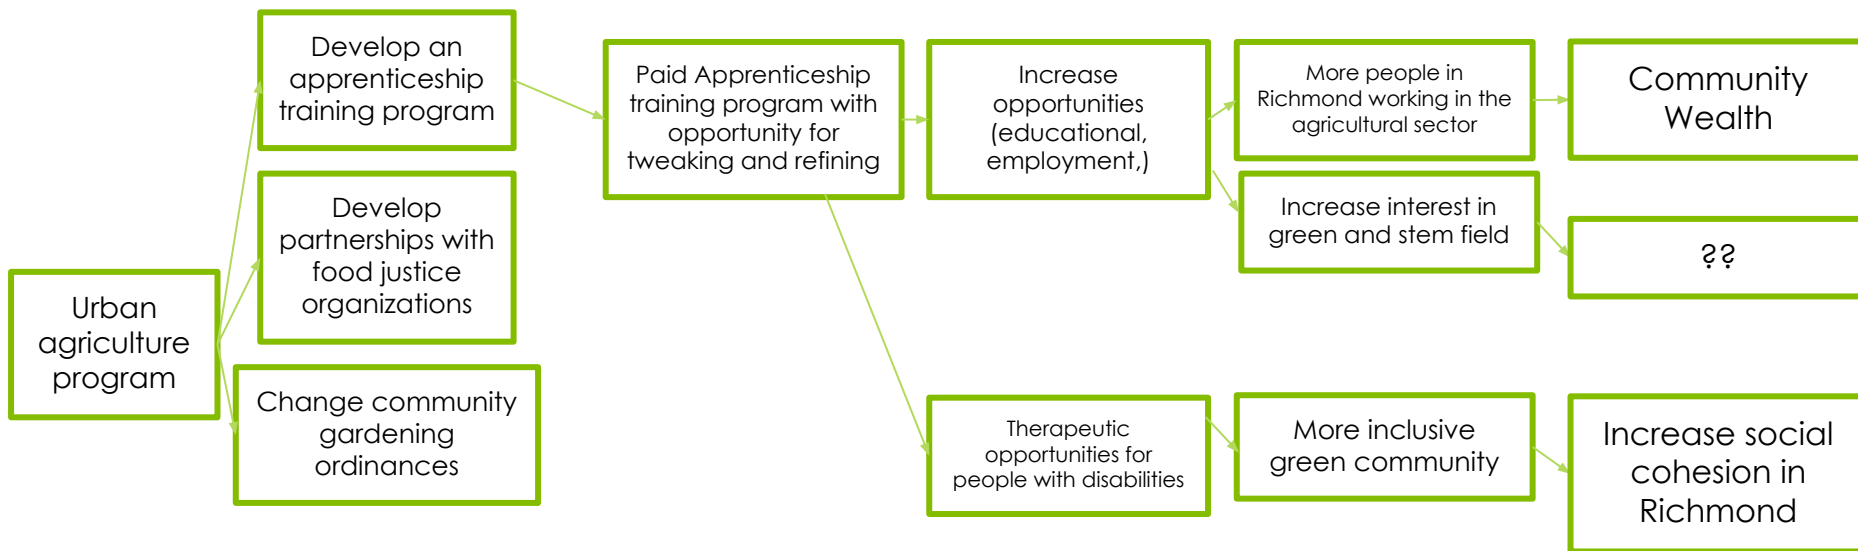 Urban
agriculture
program
Develop an
apprenticeship
training program
Develop
partnerships with
food justice
organizations
Change community
gardening
ordinances
Paid Apprenticeship
training program with
opportunity for
tweaking and refining
Increase
opportunities
(educational,
employment,)
More people in
Richmond working in the
agricultural sector
Community
Wealth
Increase interest in
green and stem field
??
Therapeutic
opportunities for
people with disabilities
More inclusive
green community
Increase social
cohesion in
Richmond